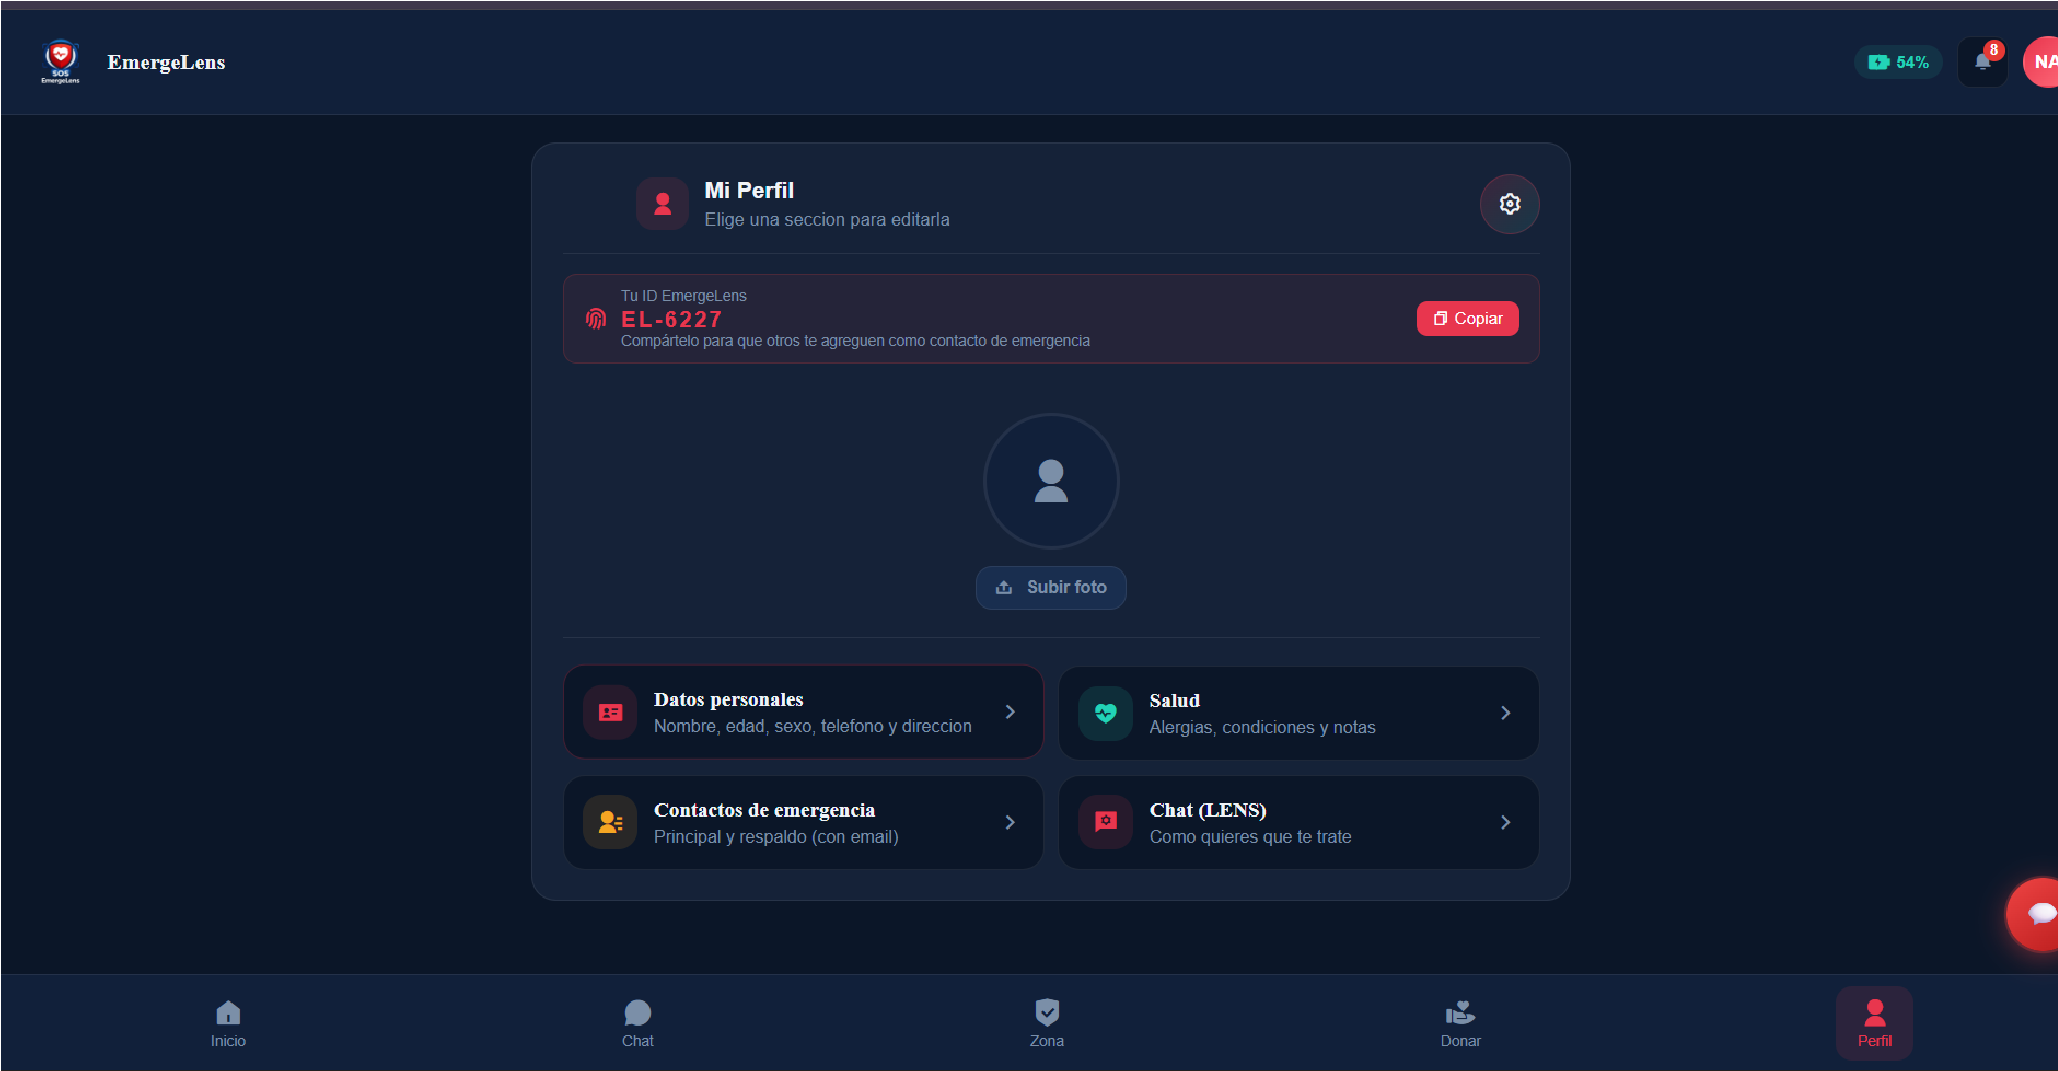 SOS
EmergeLens
EmergeLens
54%
8
NA
Mi Perfil
Elige una seccion para editarla
Tu ID EmergeLens
EL-6227
Compártelo para que otros te agreguen como contacto de emergencia
Copiar
Subir foto
Datos personales
Nombre, edad, sexo, telefono y direccion
Salud
Alergias, condiciones y notas
Contactos de emergencia
Principal y respaldo (con email)
Chat (LENS)
Como quieres que te trate
Inicio
Chat
Zona
Donar
Perfil